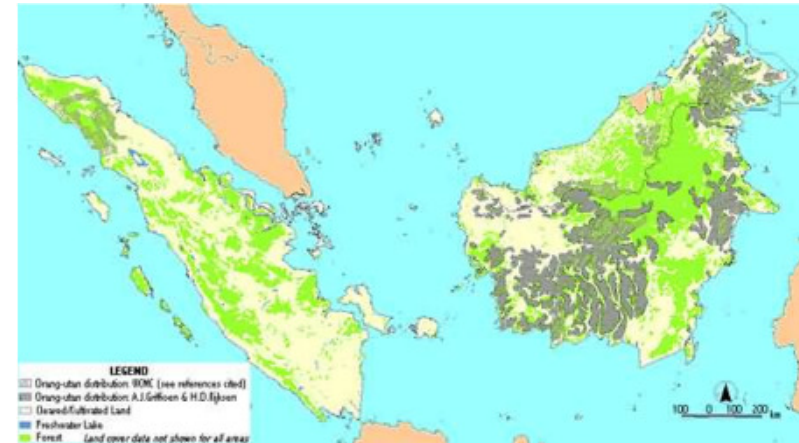 LEGEND
Orang-utan distribution: WCMC (see references cited)
Orang-utan distribution: A.J.Griffioen & H.D.Rijksen
Cleared/Cultivated Land
Freshwater Lake
Forest Land cover data not shown for all areas
100 0 100 200 km